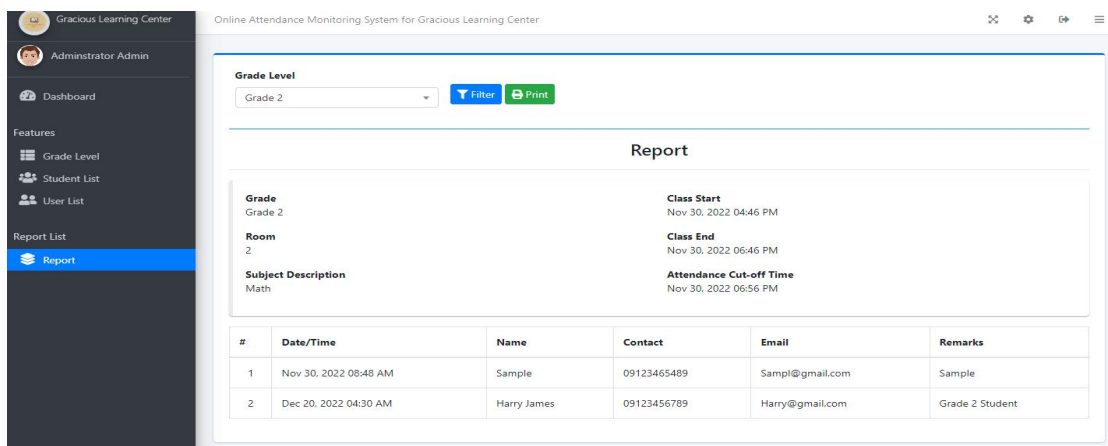 Gracious Learning Center
Online Attendance Monitoring System for Gracious Learning Center
Adminstrator Admin
Dashboard
Features
Grade Level
Student List
User List
Report List
Report
Grade Level
Grade 2
Filter
Print
Report
Grade
Grade 2
Room
2
Subject Description
Math
Class Start
Nov 30, 2022 04:46 PM
Class End
Nov 30, 2022 06:46 PM
Attendance Cut-off Time
Nov 30, 2022 06:56 PM
# Date/Time Name Contact Email Remarks
1 Nov 30, 2022 08:48 AM Sample 09123465489 Sampl@gmail.com Sample
2 Dec 20, 2022 04:30 AM Harry James 09123456789 Harry@gmail.com Grade 2 Student